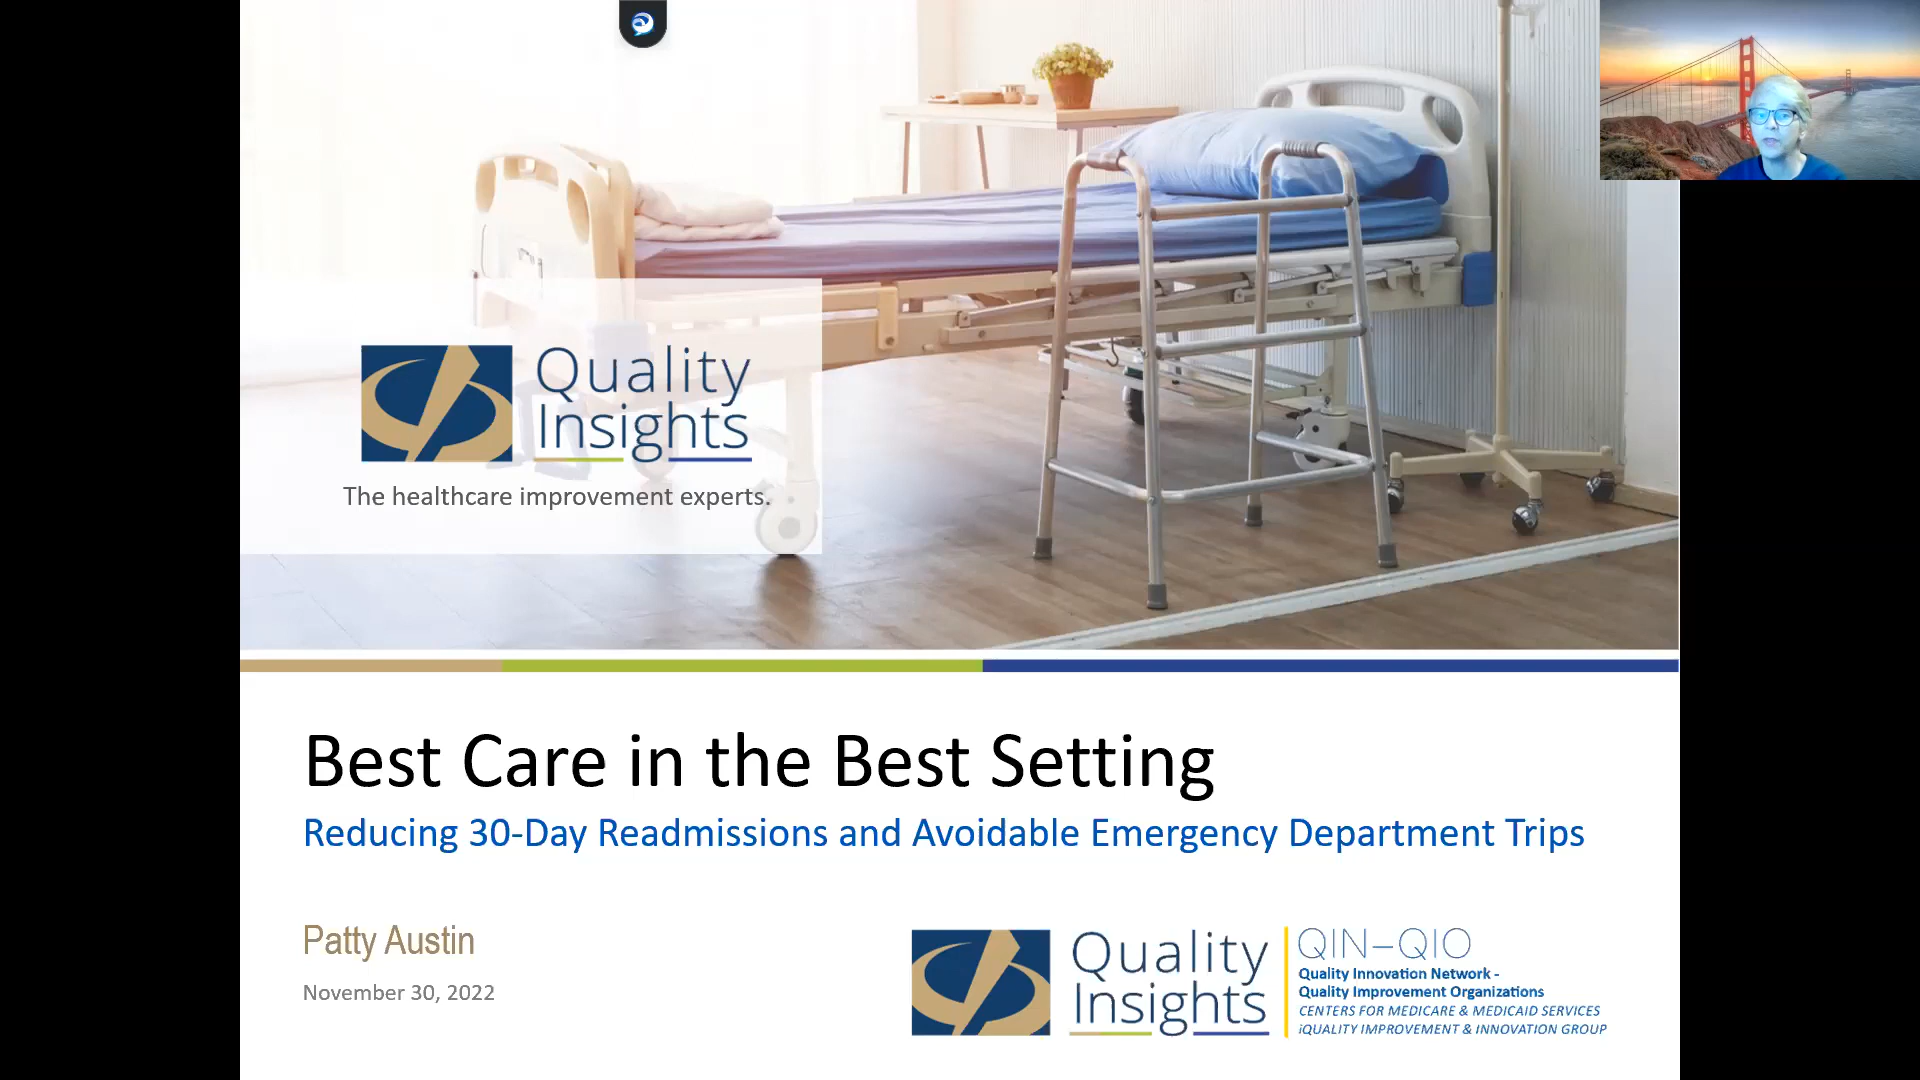 Quality
Insights
The healthcare improvement experts.
Best Care in the Best Setting
Reducing 30-Day Readmissions and Avoidable Emergency Department Trips
Patty Austin
November 30, 2022
Quality
Insights
QIN–QIO
Quality Innovation Network -
Quality Improvement Organizations
CENTERS FOR MEDICARE & MEDICAID SERVICES
iQUALITY IMPROVEMENT & INNOVATION GROUP